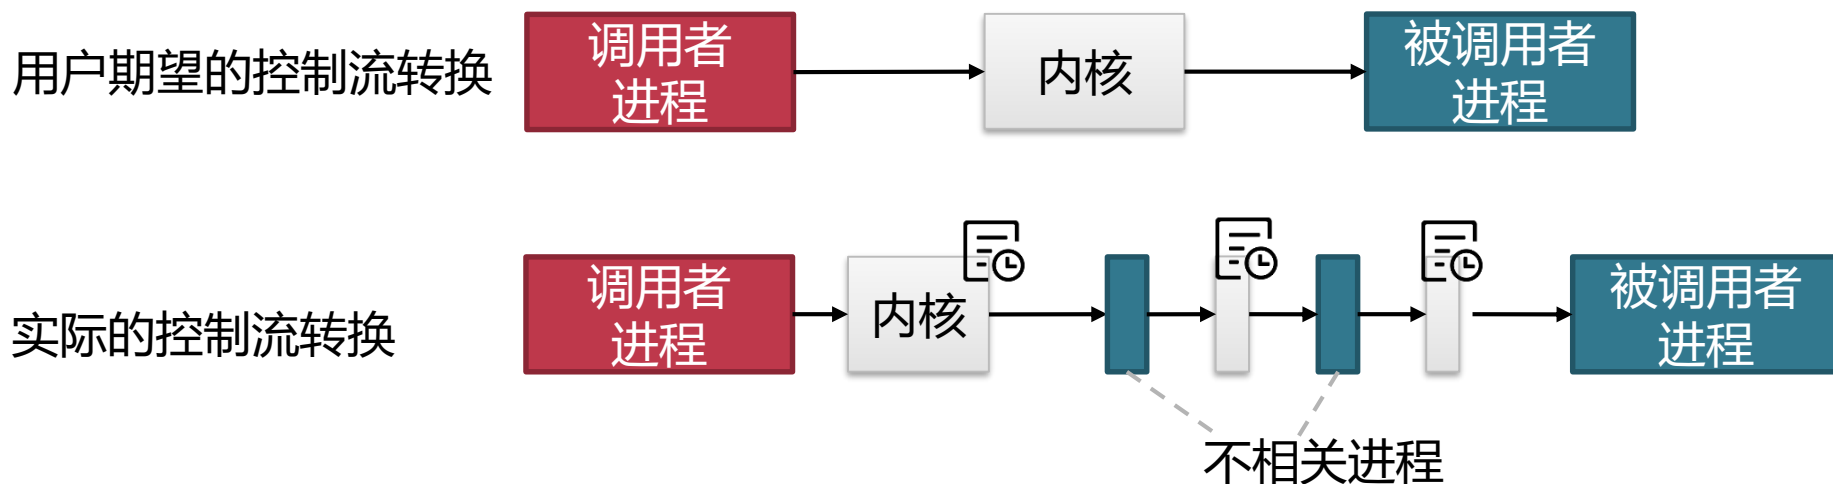 用户期望的控制流转换
调用者
进程
内核
被调用者
进程
实际的控制流转换
调用者
进程
内核
被调用者
进程
不相关进程